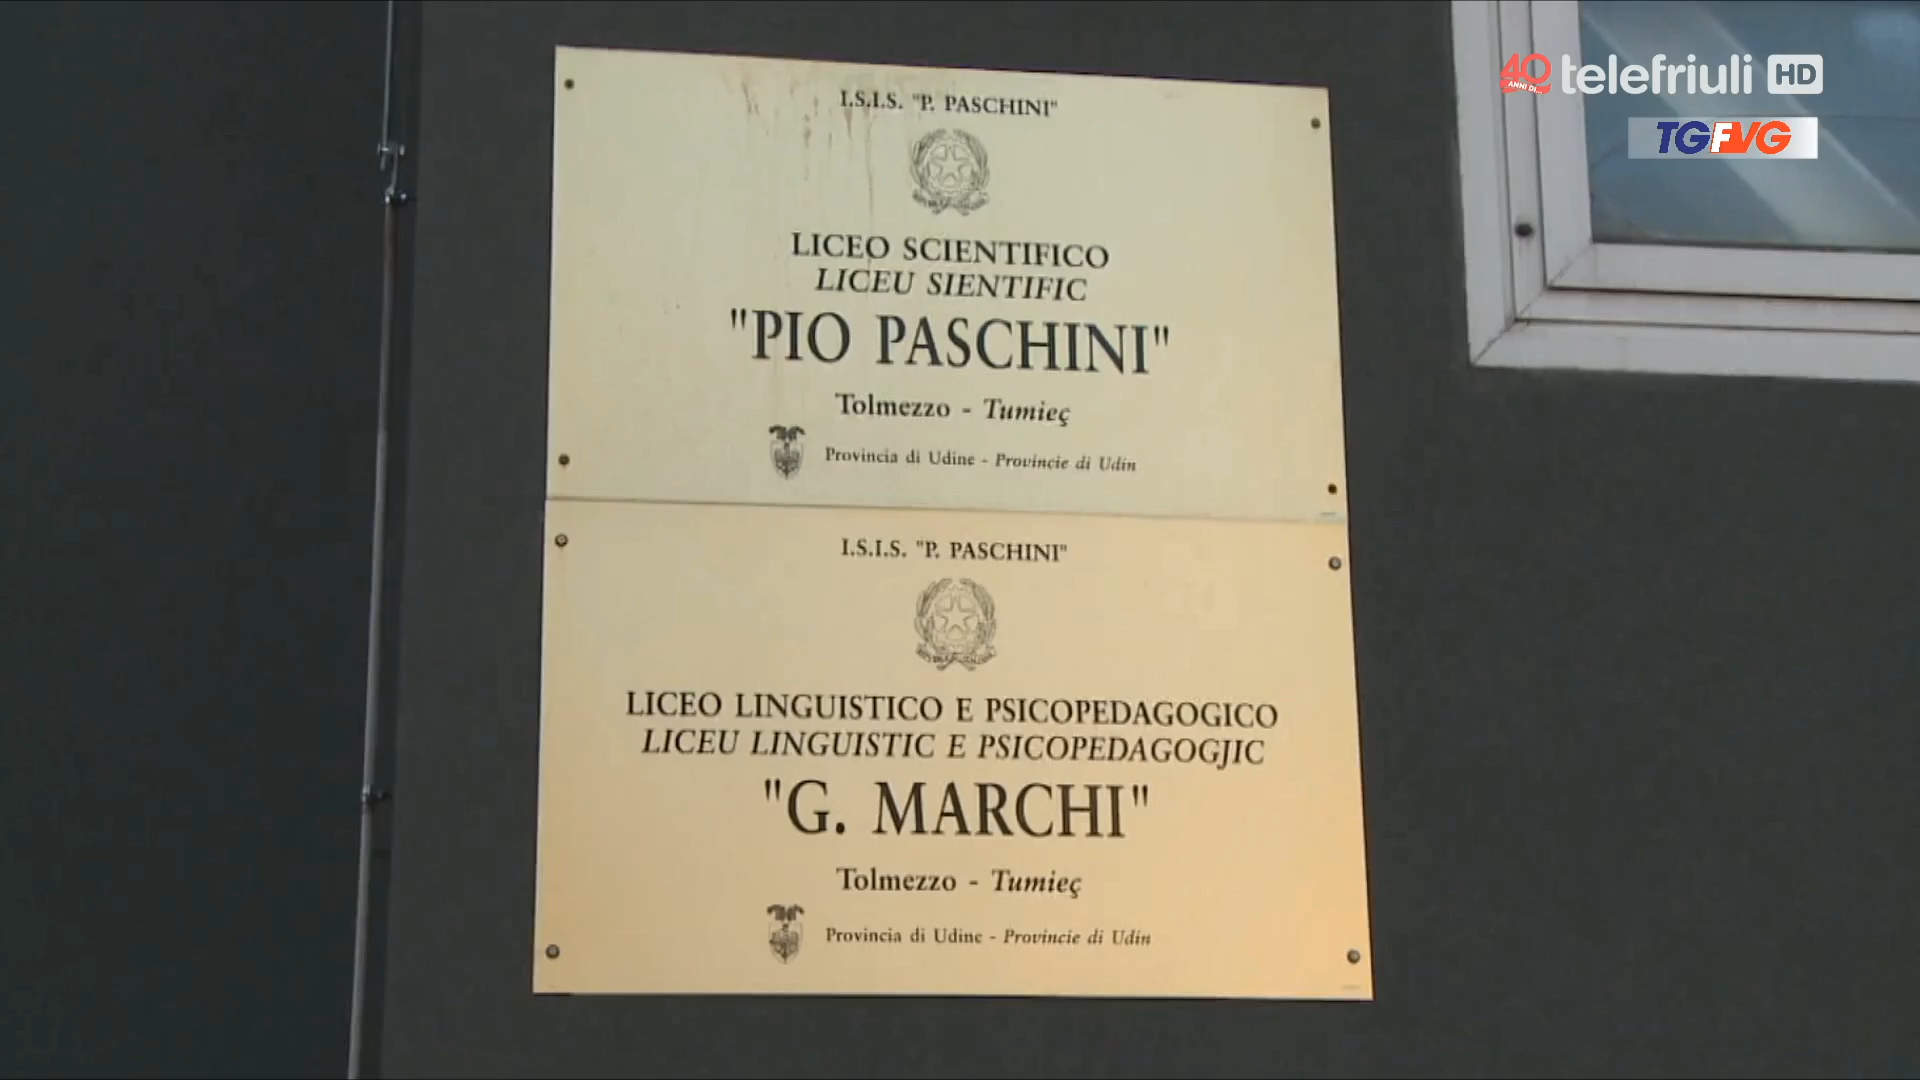 40 ANNI DI...
telefriuli HD
TGFVG
I.S.I.S. "P. PASCHINI"
LICEO SCIENTIFICO
LICEU SIENTIFIC
"PIO PASCHINI"
Tolmezzo - Tumieç
Provincia di Udine - Provincie di Udin
I.S.I.S. "P. PASCHINI"
LICEO LINGUISTICO E PSICOPEDAGOGICO
LICEU LINGUISTIC E PSICOPEDAGOGJIC
"G. MARCHI"
Tolmezzo - Tumieç
Provincia di Udine - Provincie di Udin